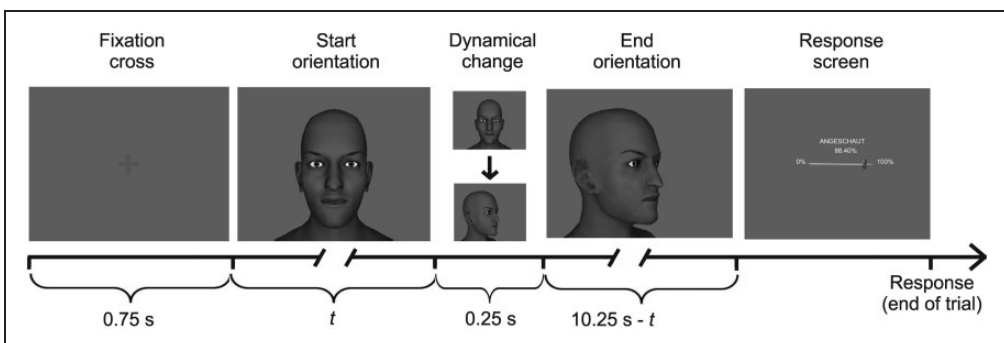 Fixation
cross
Start
orientation
Dynamical
change
End
orientation
Response
screen
ANGESCHAUT
86.40%
0%
100%
0.75 s
t
0.25 s
10.25 s - t
Response
(end of trial)